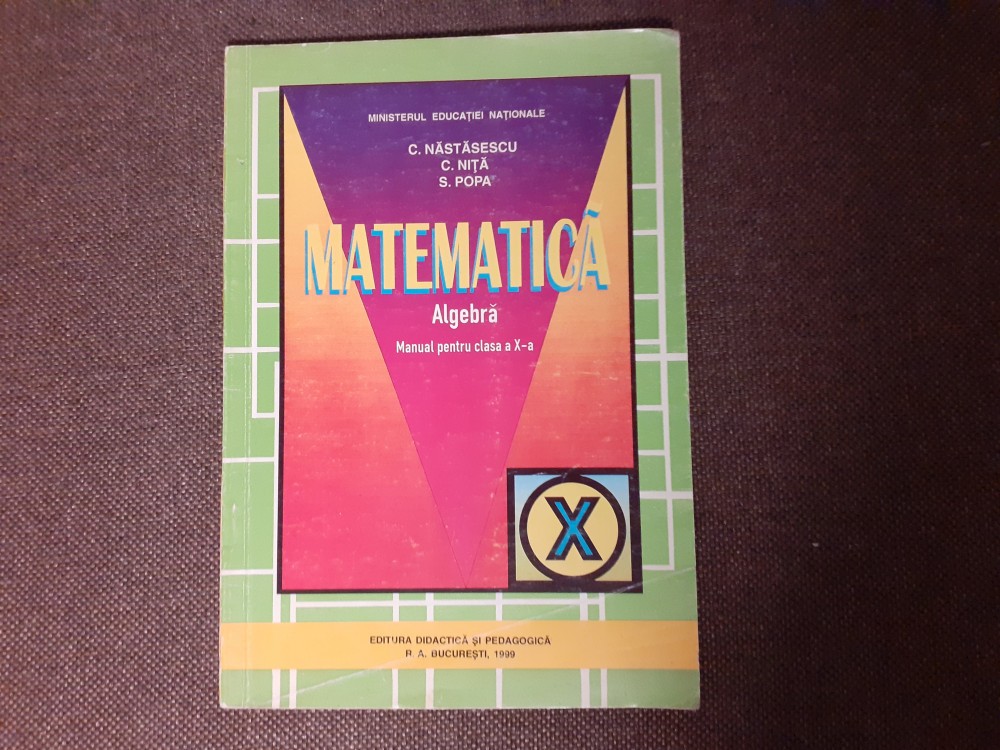 MINISTERUL EDUCAȚIEI NAȚIONALE
C. NĂSTĂSESCU
C. NIȚĂ
S. POPA
MATEMATICĂ
Algebră
Manual pentru clasa a X-a
X
EDITURA DIDACTICĂ ȘI PEDAGOGICĂ
R. A. BUCUREȘTI, 1999